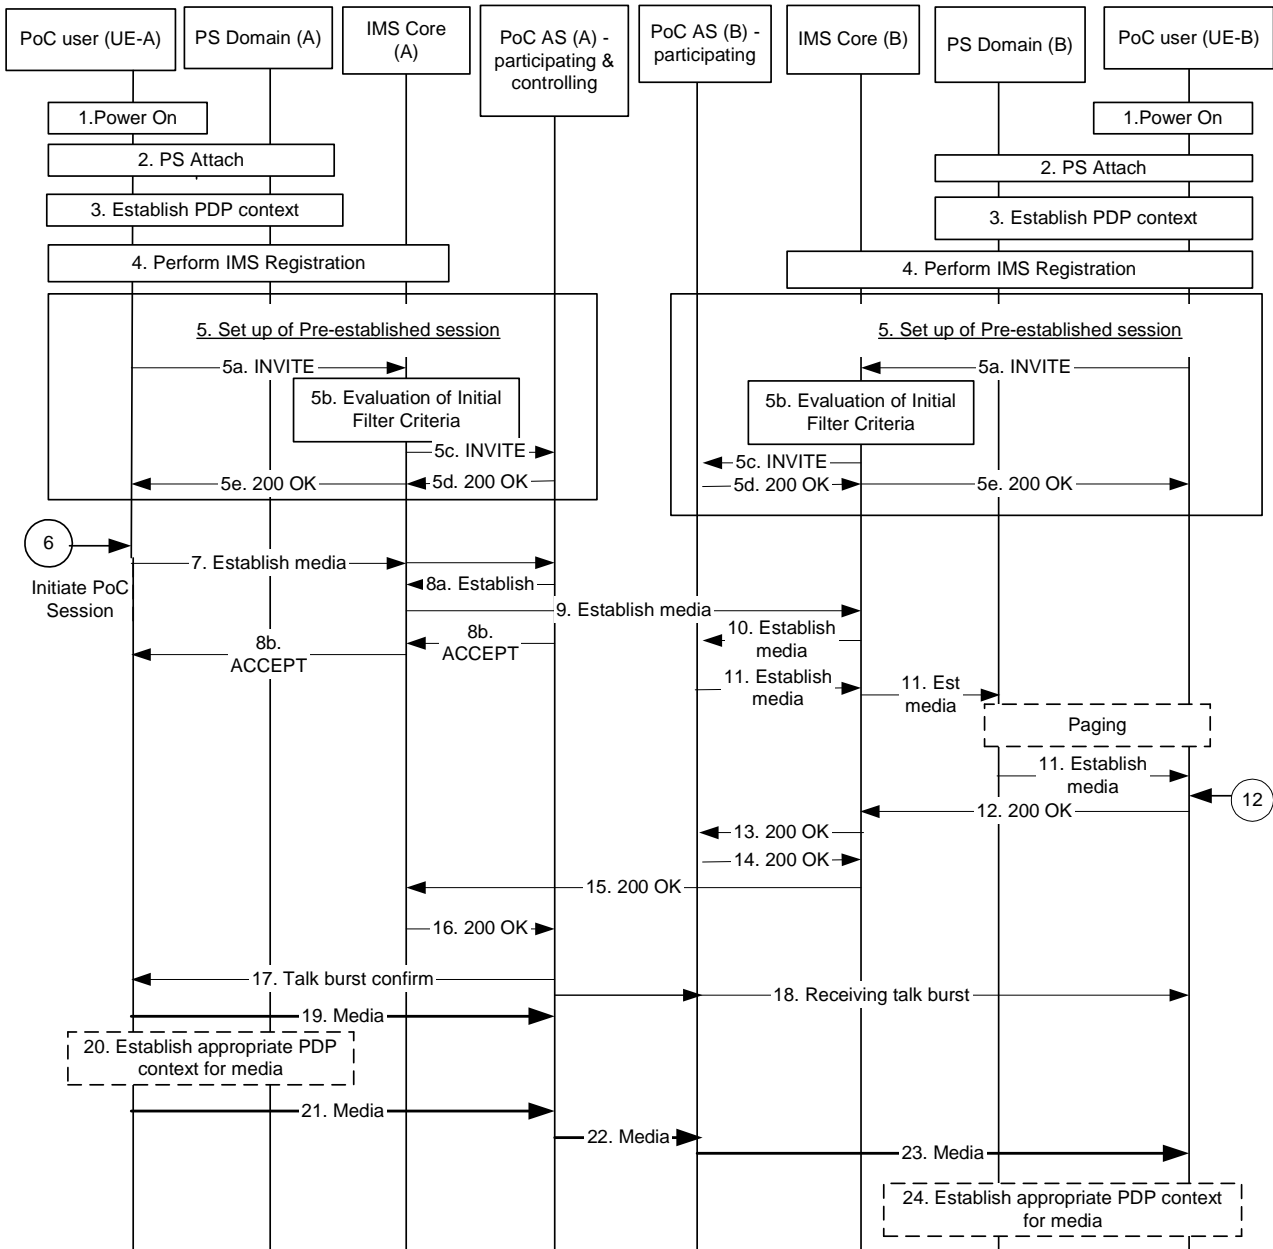 PoC user (UE-A)
PS Domain (A)
IMS Core
(A)
PoC AS (A) -
participating &
controlling
PoC AS (B) -
participating
IMS Core (B)
PS Domain (B)
PoC user (UE-B)
1.Power On
1.Power On
2. PS Attach
2. PS Attach
3. Establish PDP context
3. Establish PDP context
4. Perform IMS Registration
4. Perform IMS Registration
5. Set up of Pre-established session
5. Set up of Pre-established session
5a. INVITE
5a. INVITE
5b. Evaluation of Initial
Filter Criteria
5b. Evaluation of Initial
Filter Criteria
5c. INVITE
5c. INVITE
5e. 200 OK
5d. 200 OK
5d. 200 OK
5e. 200 OK
6
Initiate PoC
Session
7. Establish media
8a. Establish
9. Establish media
10. Establish
media
8b.
ACCEPT
8b.
ACCEPT
11. Establish
media
11. Est
media
Paging
11. Establish
media
12
12. 200 OK
13. 200 OK
14. 200 OK
15. 200 OK
16. 200 OK
17. Talk burst confirm
18. Receiving talk burst
19. Media
20. Establish appropriate PDP
context for media
21. Media
22. Media
23. Media
24. Establish appropriate PDP context
for media